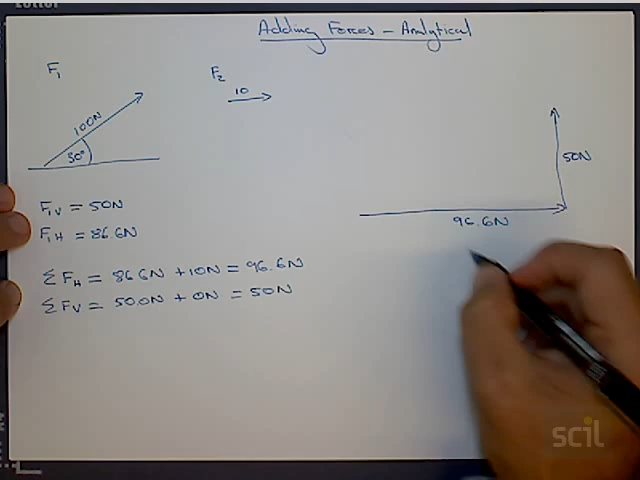 Adding Forces - Analytical
F1
F2
10
100N
30°
50N
F1V = 50N
96.6N
F1H = 86.6N
ΣFH = 86.6N + 10N = 96.6N
ΣFV = 50.0N + 0N = 50N
scil